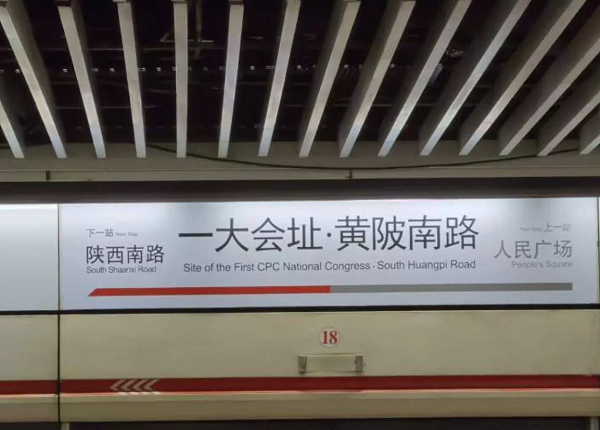 下一站 Next Stop
陕西南路
South Shaanxi Road
一大会址·黄陂南路
Site of the First CPC National Congress · South Huangpi Road
上一站
人民广场
People's Square
18